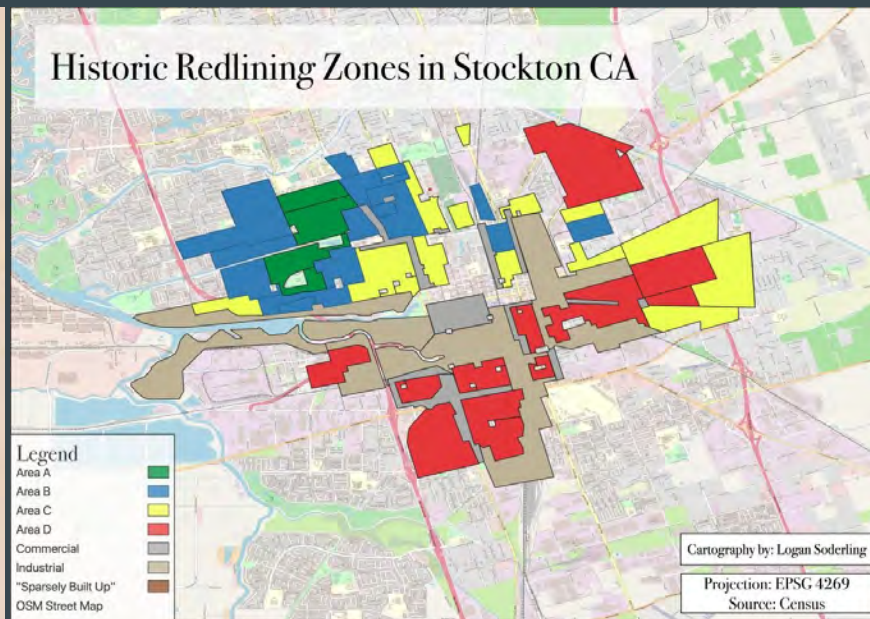 Historic Redlining Zones in Stockton CA
Legend
Area A
Area B
Area C
Area D
Commercial
Industrial
"Sparsely Built Up"
OSM Street Map
Cartography by: Logan Soderling
Projection: EPSG 4269
Source: Census